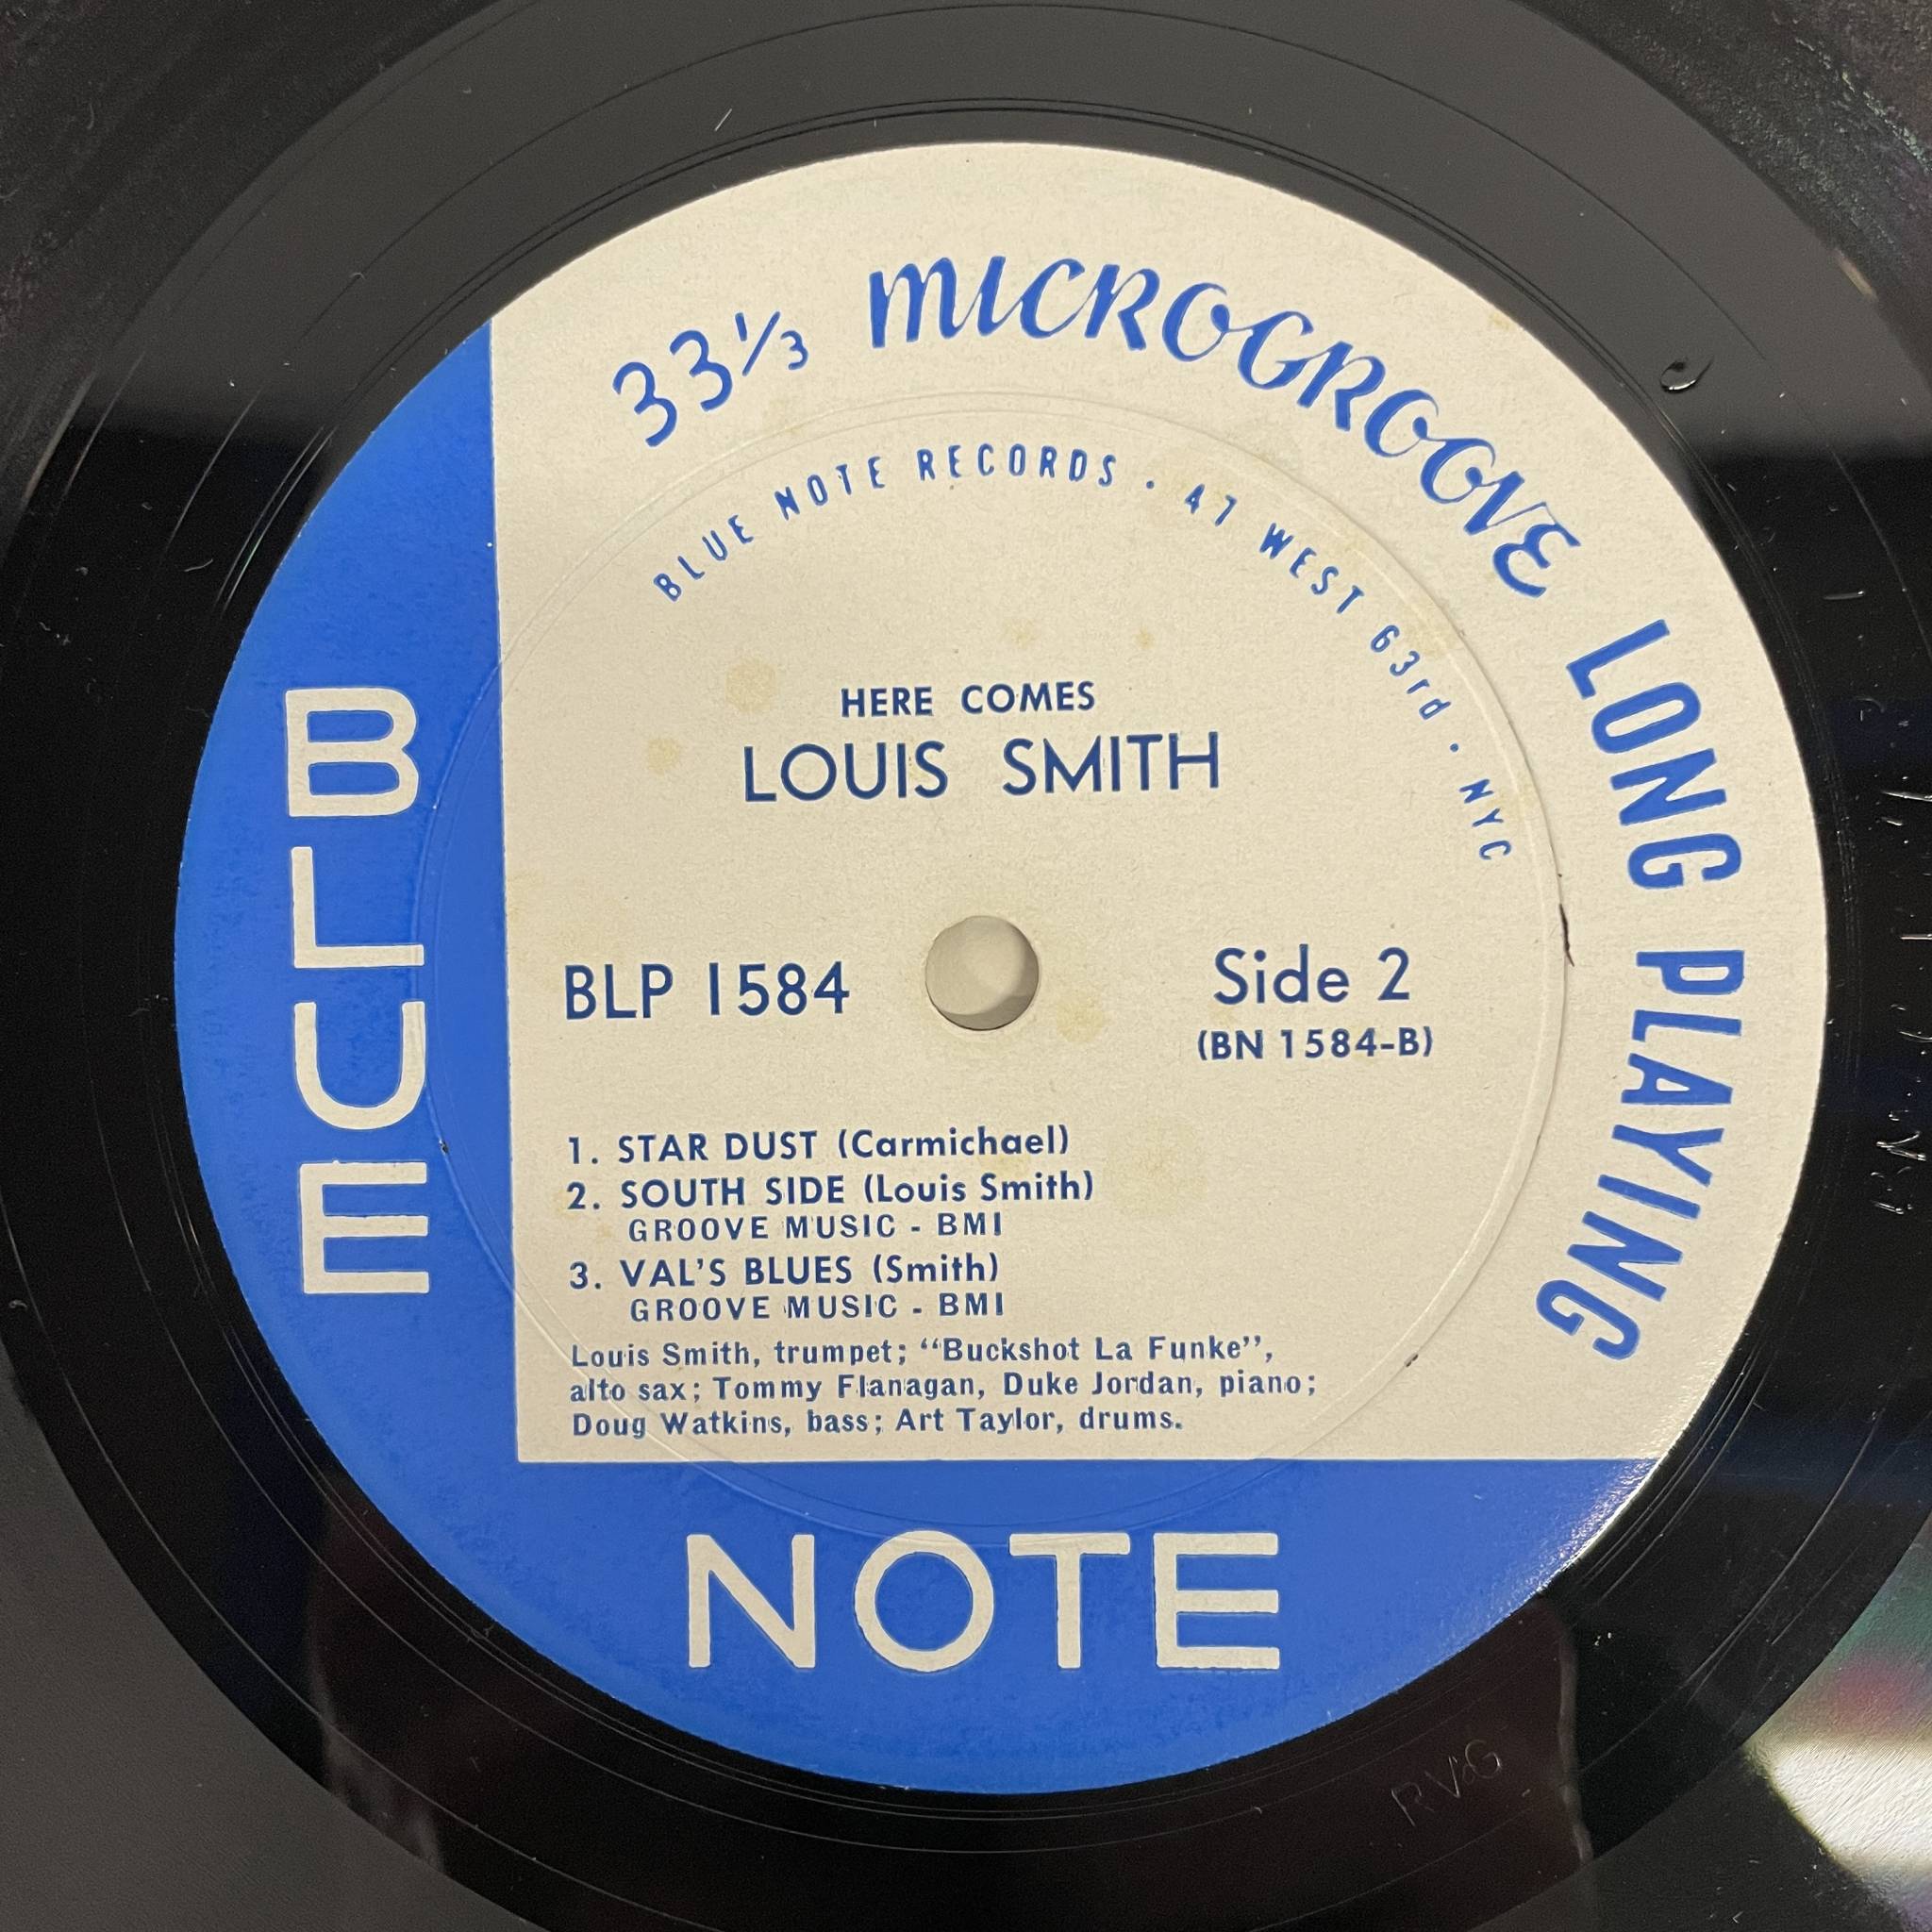 33⅓ MICROGROOVE LONG PLAYING
BLUE NOTE RECORDS · 47 WEST 63rd · NYC
HERE COMES
LOUIS SMITH
BLP 1584
Side 2
(BN 1584-B)
1. STAR DUST (Carmichael)
2. SOUTH SIDE (Louis Smith)
GROOVE MUSIC - BMI
3. VAL'S BLUES (Smith)
GROOVE MUSIC - BMI
Louis Smith, trumpet; "Buckshot La Funke",
alto sax; Tommy Flanagan, Duke Jordan, piano;
Doug Watkins, bass; Art Taylor, drums.
BLUE
NOTE
RVG